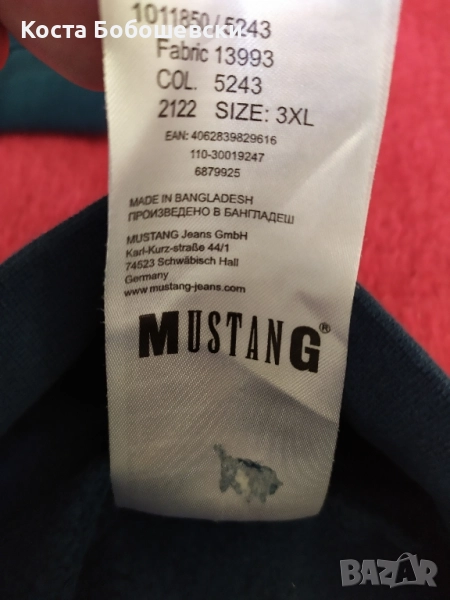 Коста Бобошевски,
1011850 / 5243
Fabric 13993
COL. 5243
2122 SIZE: 3XL
EAN: 4062839829616
110-30019247
6879925
MADE IN BANGLADESH
ПРОИЗВЕДЕНО В БАНГЛАДЕШ
MUSTANG Jeans GmbH
Karl-Kurz-straße 44/1
74523 Schwäbisch Hall
Germany
www.mustang-jeans.com
MUSTANG®
BAZAR